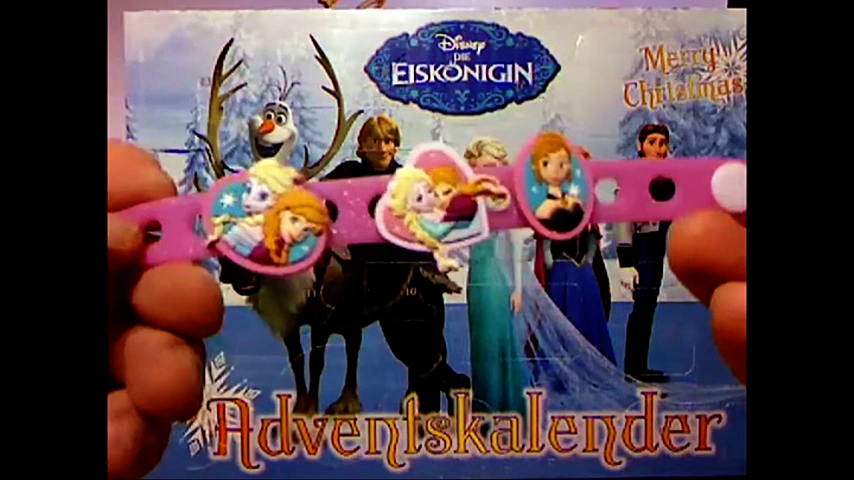 Disney
DIE
EISKÖNIGIN
Merry
Christmas
Adventskalender